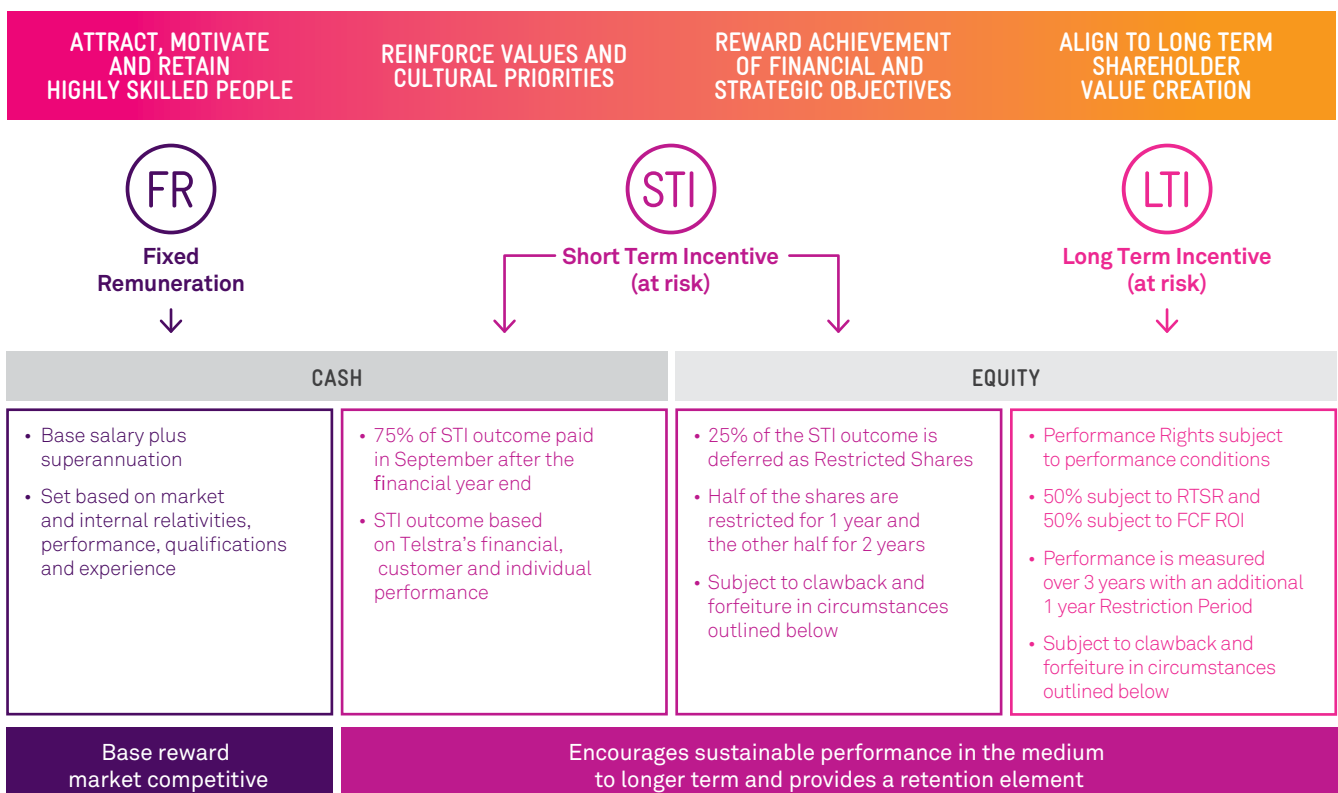 ATTRACT, MOTIVATE
AND RETAIN
HIGHLY SKILLED PEOPLE
REINFORCE VALUES AND
CULTURAL PRIORITIES
REWARD ACHIEVEMENT
OF FINANCIAL AND
STRATEGIC OBJECTIVES
ALIGN TO LONG TERM
SHAREHOLDER
VALUE CREATION
FR
Fixed
Remuneration
STI
Short Term Incentive
(at risk)
LTI
Long Term Incentive
(at risk)
CASH
EQUITY
• Base salary plus
superannuation
• Set based on market
and internal relativities,
performance, qualifications
and experience
• 75% of STI outcome paid
in September after the
financial year end
• STI outcome based
on Telstra's financial,
customer and individual
performance
• 25% of the STI outcome is
deferred as Restricted Shares
• Half of the shares are
restricted for 1 year and
the other half for 2 years
• Subject to clawback and
forfeiture in circumstances
outlined below
• Performance Rights subject
to performance conditions
• 50% subject to RTSR and
50% subject to FCF ROI
• Performance is measured
over 3 years with an additional
1 year Restriction Period
• Subject to clawback and
forfeiture in circumstances
outlined below
Base reward
market competitive
Encourages sustainable performance in the medium
to longer term and provides a retention element